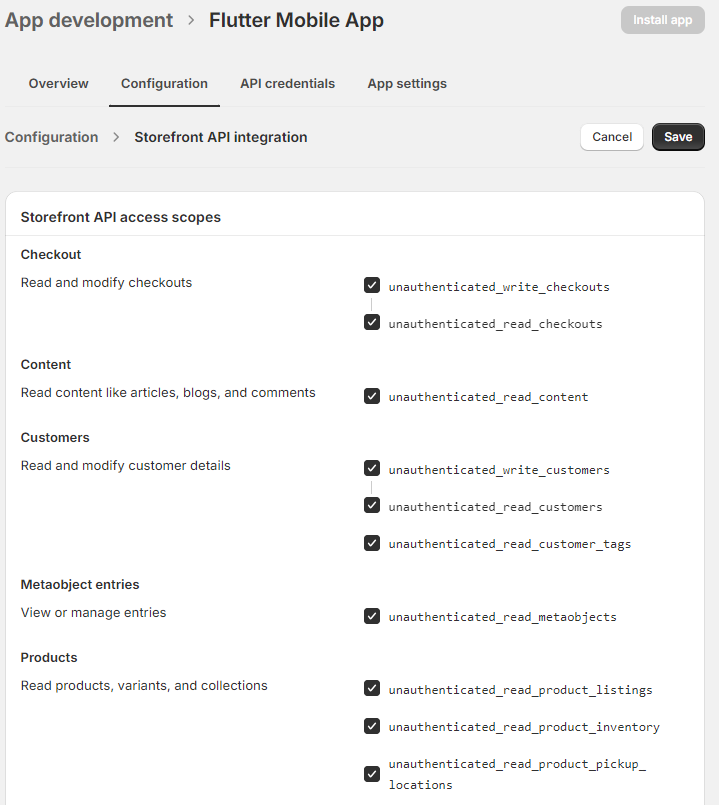 App development > Flutter Mobile App
Install app
Overview Configuration API credentials App settings
Configuration > Storefront API integration
Cancel Save
Storefront API access scopes
Checkout
Read and modify checkouts
unauthenticated_write_checkouts
unauthenticated_read_checkouts
Content
Read content like articles, blogs, and comments
unauthenticated_read_content
Customers
Read and modify customer details
unauthenticated_write_customers
unauthenticated_read_customers
unauthenticated_read_customer_tags
Metaobject entries
View or manage entries
unauthenticated_read_metaobjects
Products
Read products, variants, and collections
unauthenticated_read_product_listings
unauthenticated_read_product_inventory
unauthenticated_read_product_pickup_
locations